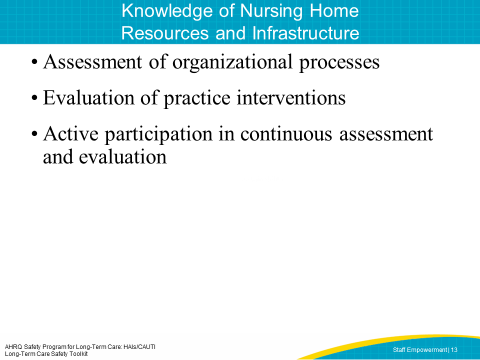 Knowledge of Nursing Home
Resources and Infrastructure
• Assessment of organizational processes
• Evaluation of practice interventions
• Active participation in continuous assessment
and evaluation
AHRQ Safety Program for Long-Term Care: HAIs/CAUTI
Long-Term Care Safety Toolkit
Staff Empowerment| 13